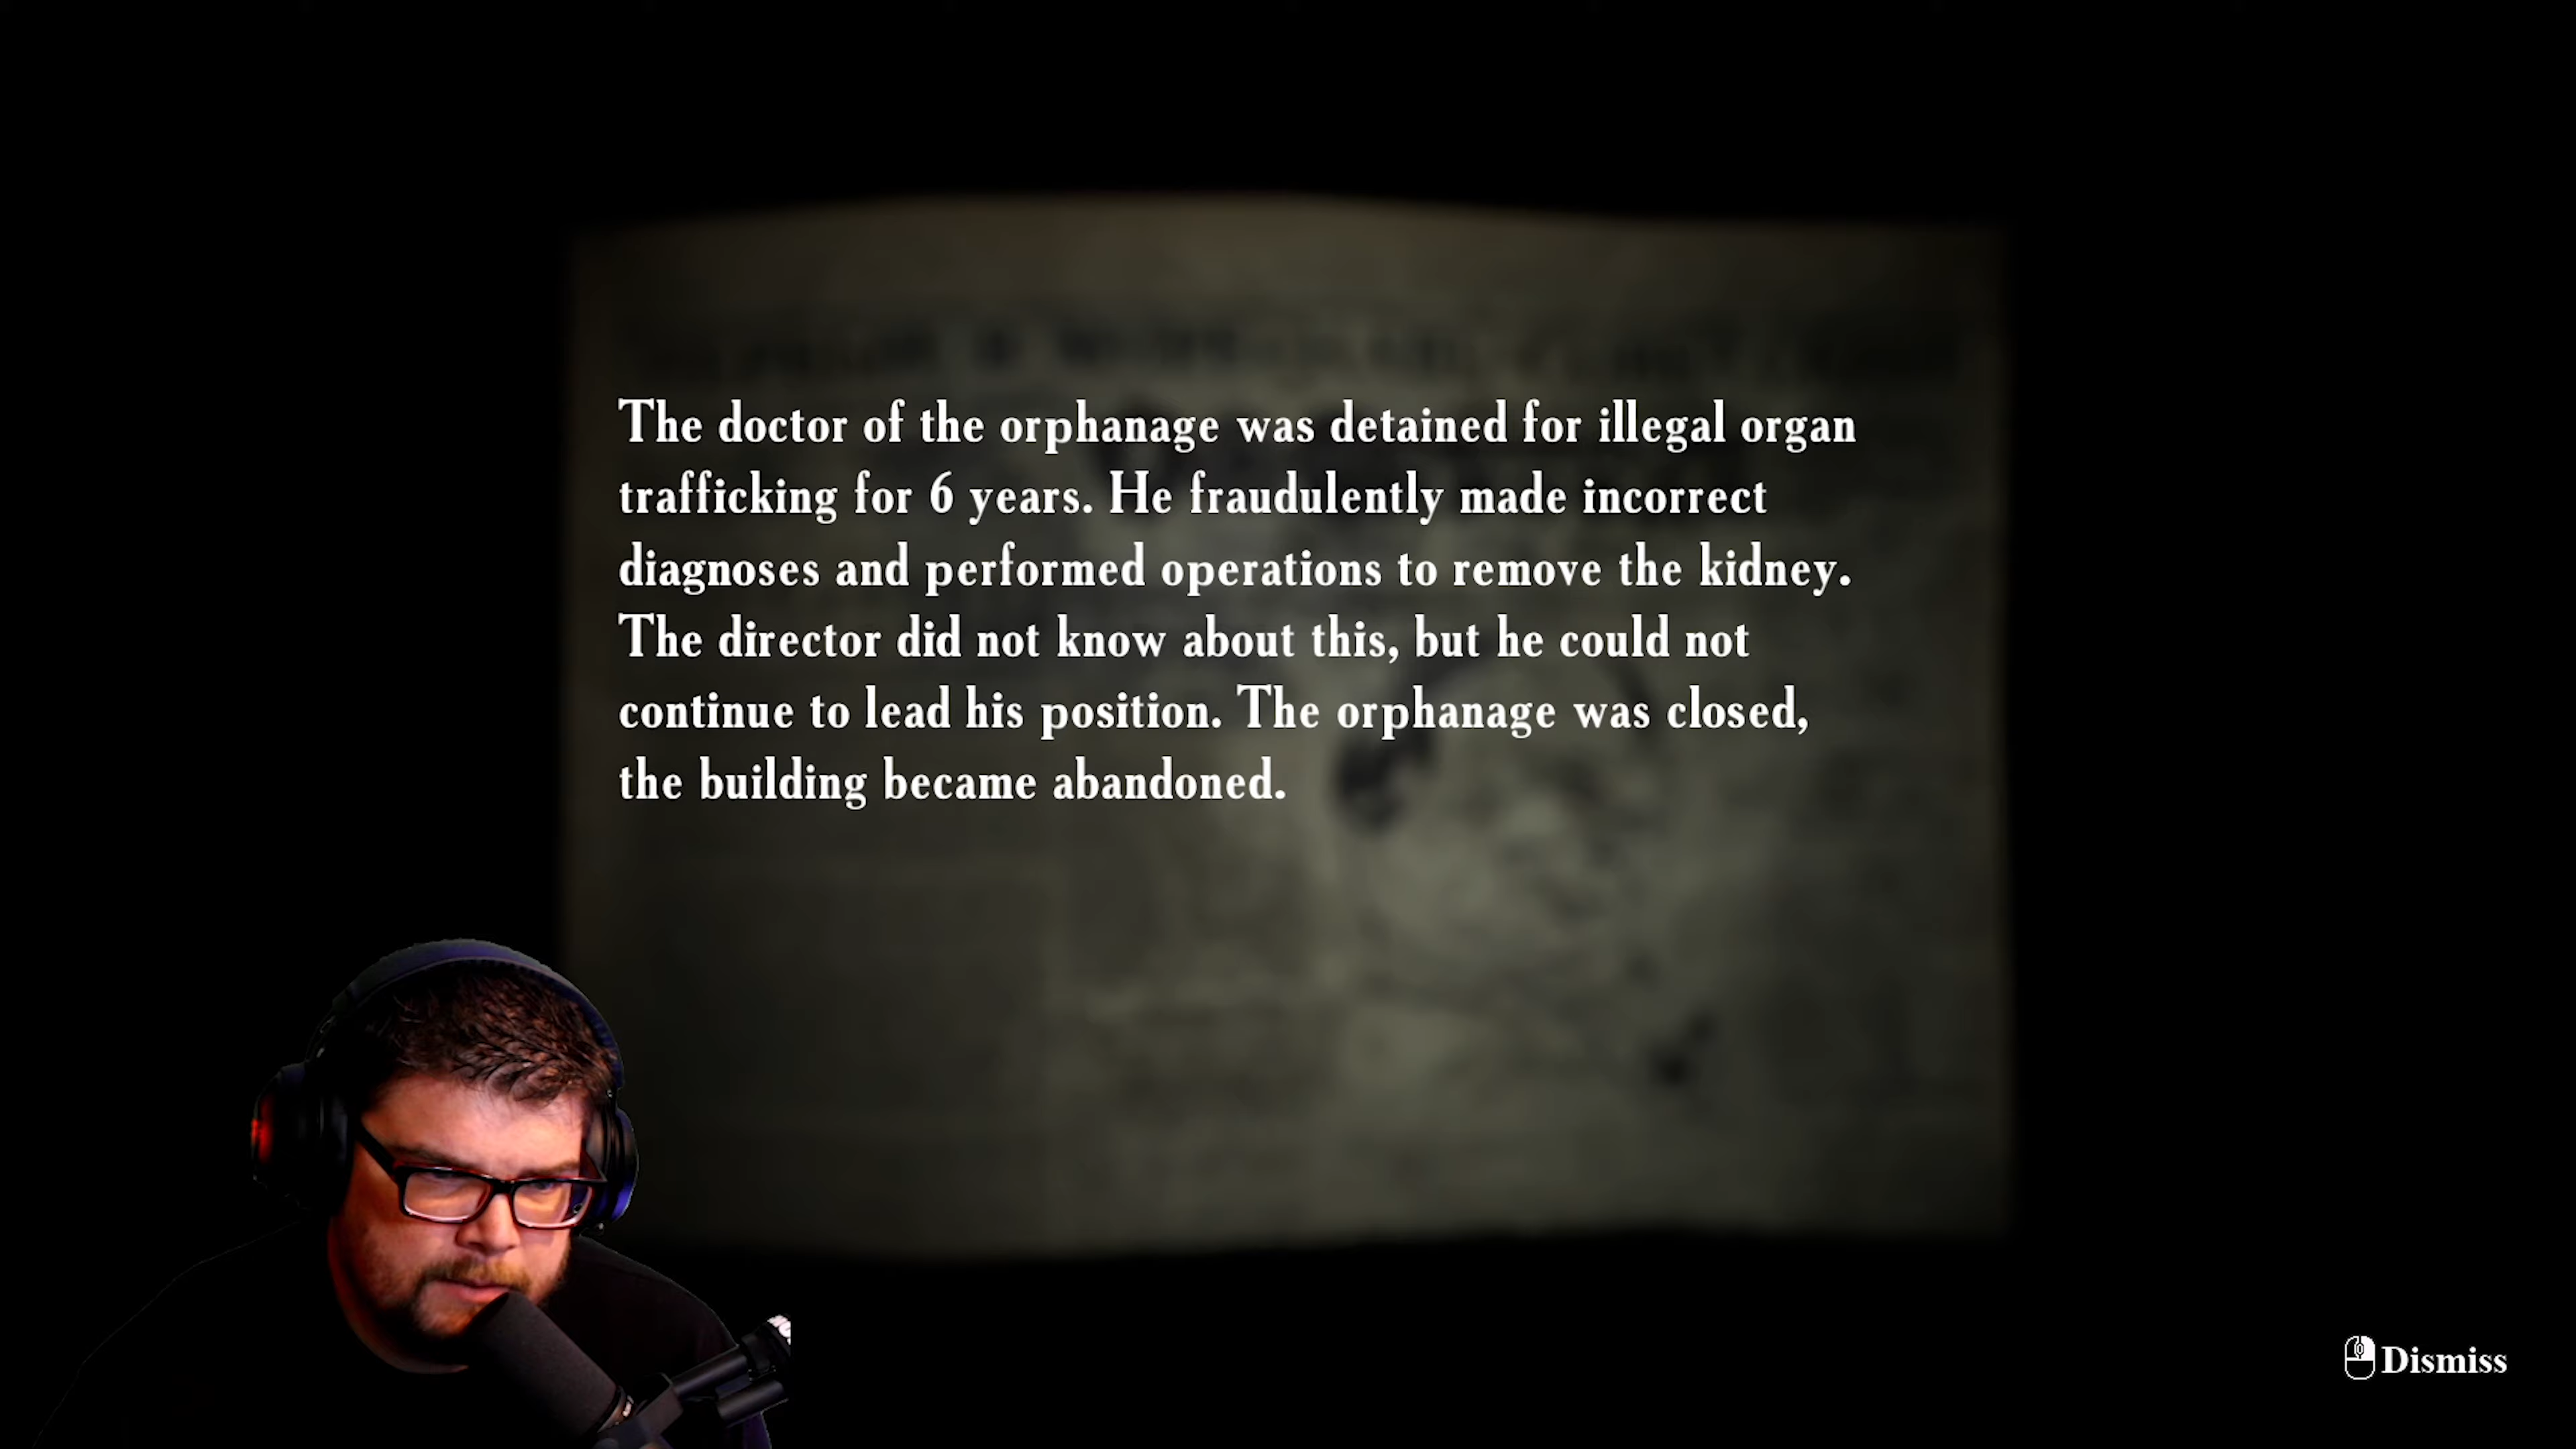 The doctor of the orphanage was detained for illegal organ
trafficking for 6 years. He fraudulently made incorrect
diagnoses and performed operations to remove the kidney.
The director did not know about this, but he could not
continue to lead his position. The orphanage was closed,
the building became abandoned.
Dismiss